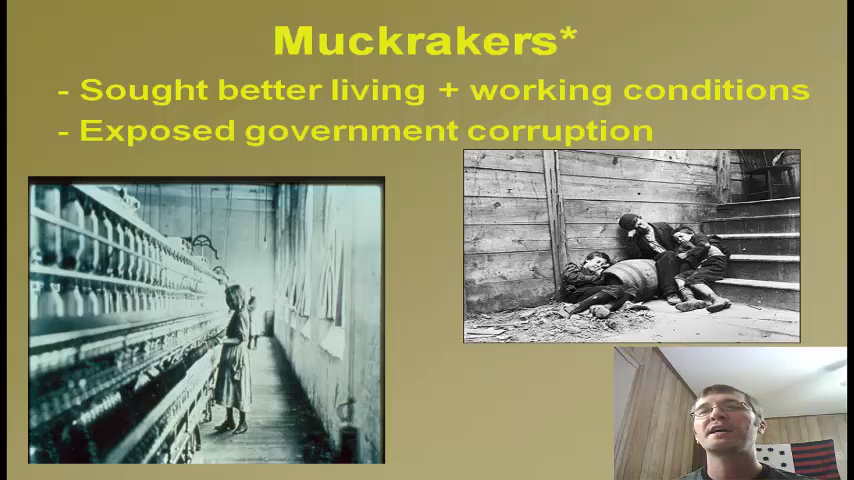 Muckrakers*
- Sought better living + working conditions
- Exposed government corruption